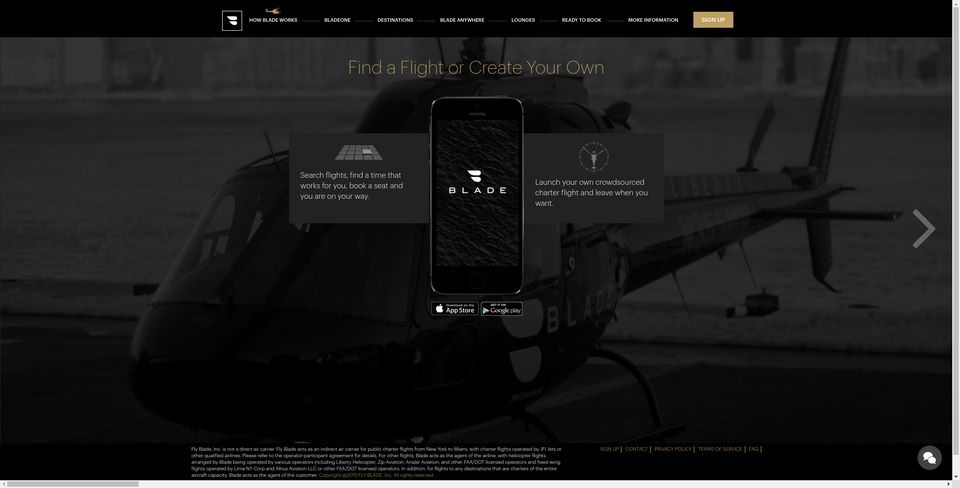 HOW BLADE WORKS
BLADEONE
DESTINATIONS
BLADE ANYWHERE
LOUNGES
READY TO BOOK
MORE INFORMATION
SIGN UP
Find a Flight or Create Your Own
Search flights, find a time that
works for you, book a seat and
you are on your way.
BLADE
Launch your own crowdsourced
charter flight and leave when you
want.
Download on the
App Store
GET IT ON
Google play
BLADE
Fly Blade, Inc. is not a direct air carrier. Fly Blade acts as an indirect air carrier for public charter flights from New York to Miami, with charter flights operated by JFI Jets or
other qualified airlines. Please refer to the operator participant agreement for details. For other flights, Blade acts as the agent of the airline, with helicopter flights
arranged by Blade being operated by various operators including Liberty Helicopter, Zip Aviation, Analar Aviation, and other FAA/DOT licensed operators and fixed-wing
flights operated by Lima NY Corp and Altius Aviation LLC or other FAA/DOT licensed operators. In addition, for flights to any destinations that are charters of the entire
aircraft capacity, Blade acts as the agent of the customer. Copyright @2015 FLY BLADE, Inc. All rights reserved.
SIGN UP | CONTACT | PRIVACY POLICY | TERMS OF SERVICE | FAQ |